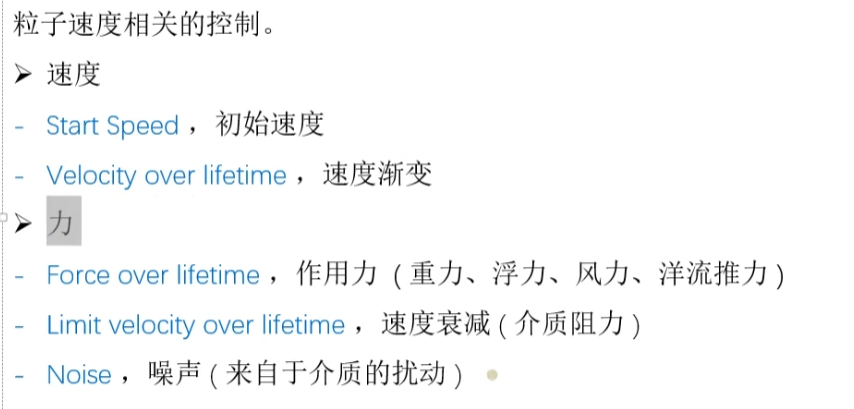 粒子速度相关的控制。
➤ 速度
- Start Speed ，初始速度
- Velocity over lifetime ，速度渐变
➤ 力
- Force over lifetime ，作用力（重力、浮力、风力、洋流推力）
- Limit velocity over lifetime ，速度衰减（介质阻力）
- Noise ，噪声（来自于介质的扰动）